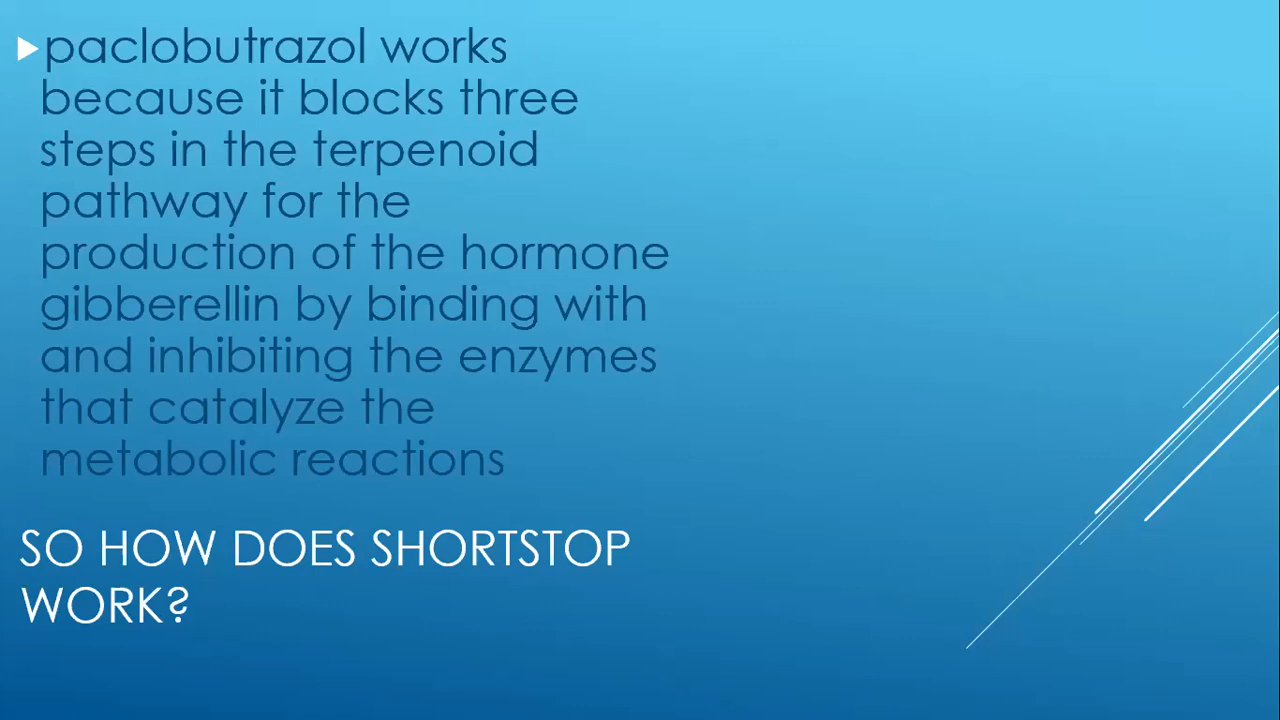 paclobutrazol works
because it blocks three
steps in the terpenoid
pathway for the
production of the hormone
gibberellin by binding with
and inhibiting the enzymes
that catalyze the
metabolic reactions
SO HOW DOES SHORTSTOP
WORK?